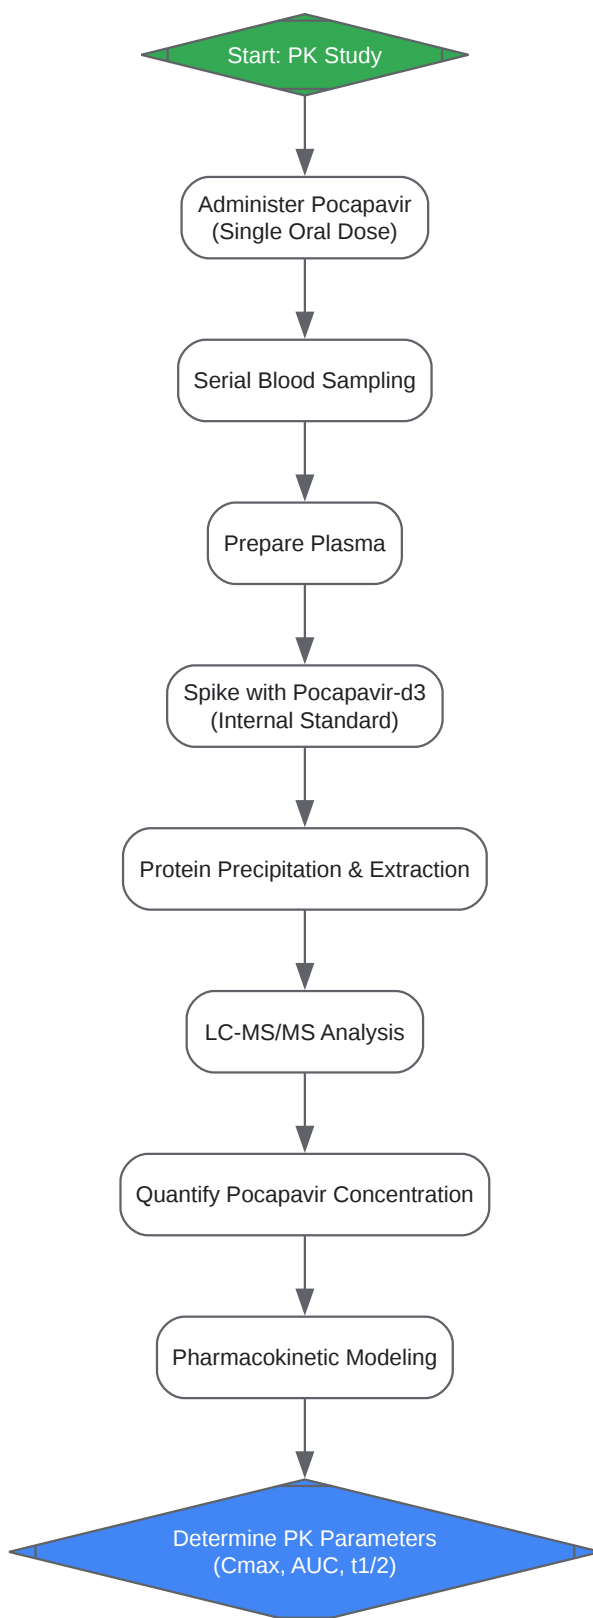 Start: PK Study
Administer Pocapavir
(Single Oral Dose)
Serial Blood Sampling
Prepare Plasma
Spike with Pocapavir-d3
(Internal Standard)
Protein Precipitation & Extraction
LC-MS/MS Analysis
Quantify Pocapavir Concentration
Pharmacokinetic Modeling
Determine PK Parameters
(Cmax, AUC, t1/2)